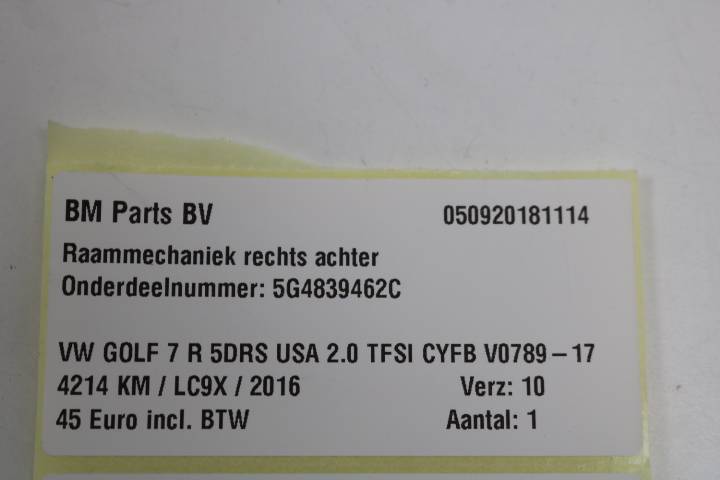 BM Parts BV 050920181114
Raammechaniek rechts achter
Onderdeelnummer: 5G4839462C
VW GOLF 7 R 5DRS USA 2.0 TFSI CYFB V0789-17
4214 KM / LC9X / 2016 Verz: 10
45 Euro incl. BTW Aantal: 1